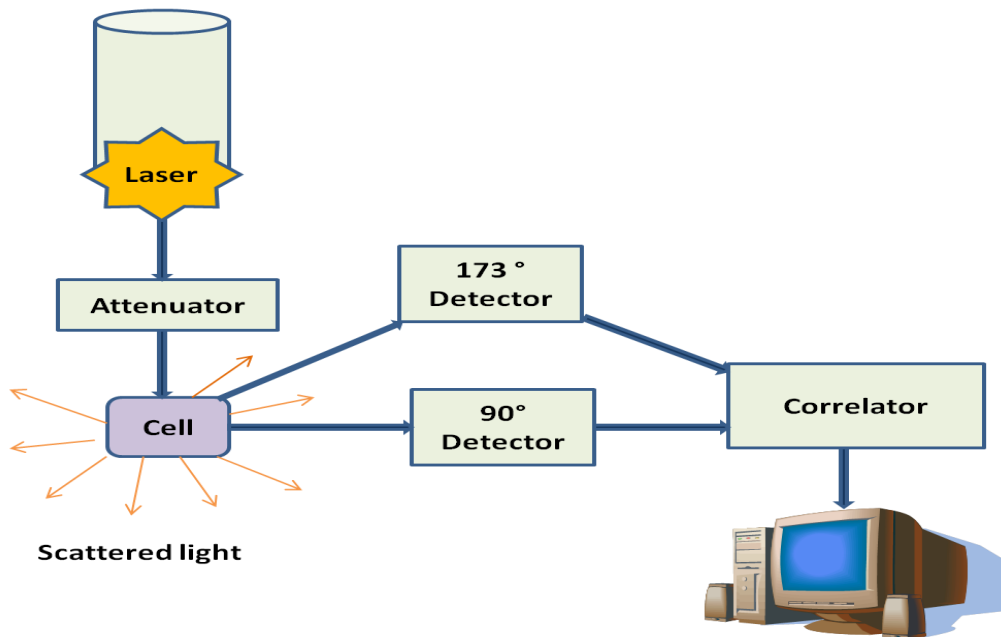 Laser
Attenuator
173 °
Detector
Cell
90°
Detector
Correlator
Scattered light